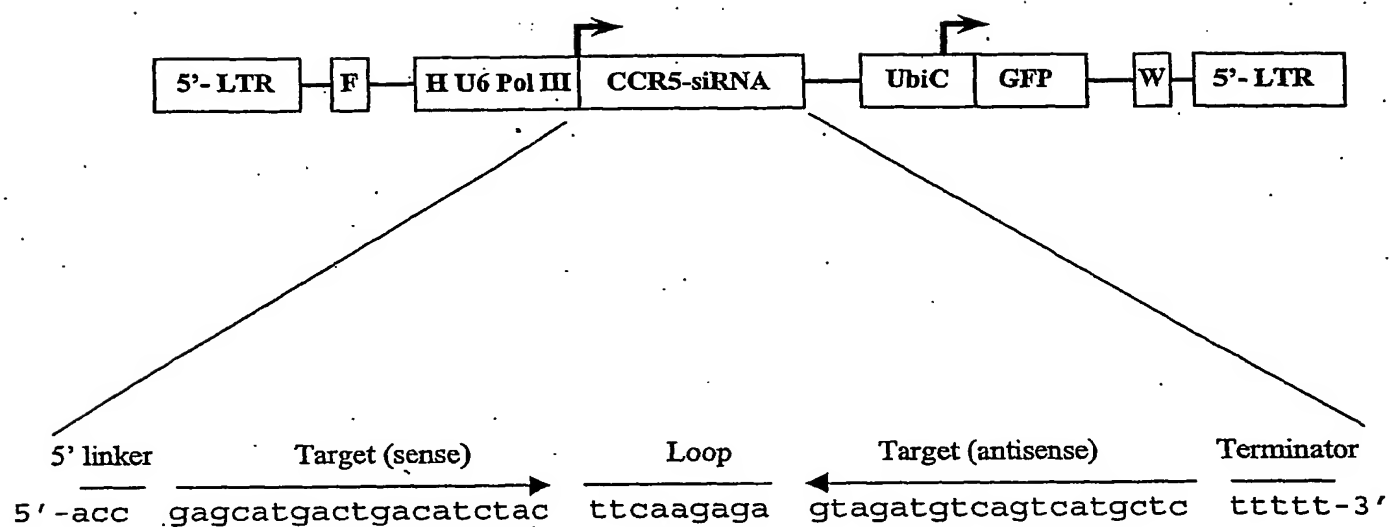 5'- LTR F H U6 Pol III CCR5-siRNA UbiC GFP W 5'- LTR
5' linker Target (sense) Loop Target (antisense) Terminator
5'-acc gagcatgactgacatctac ttcaagaga gtagatgtcagtcatgctc ttttt-3'